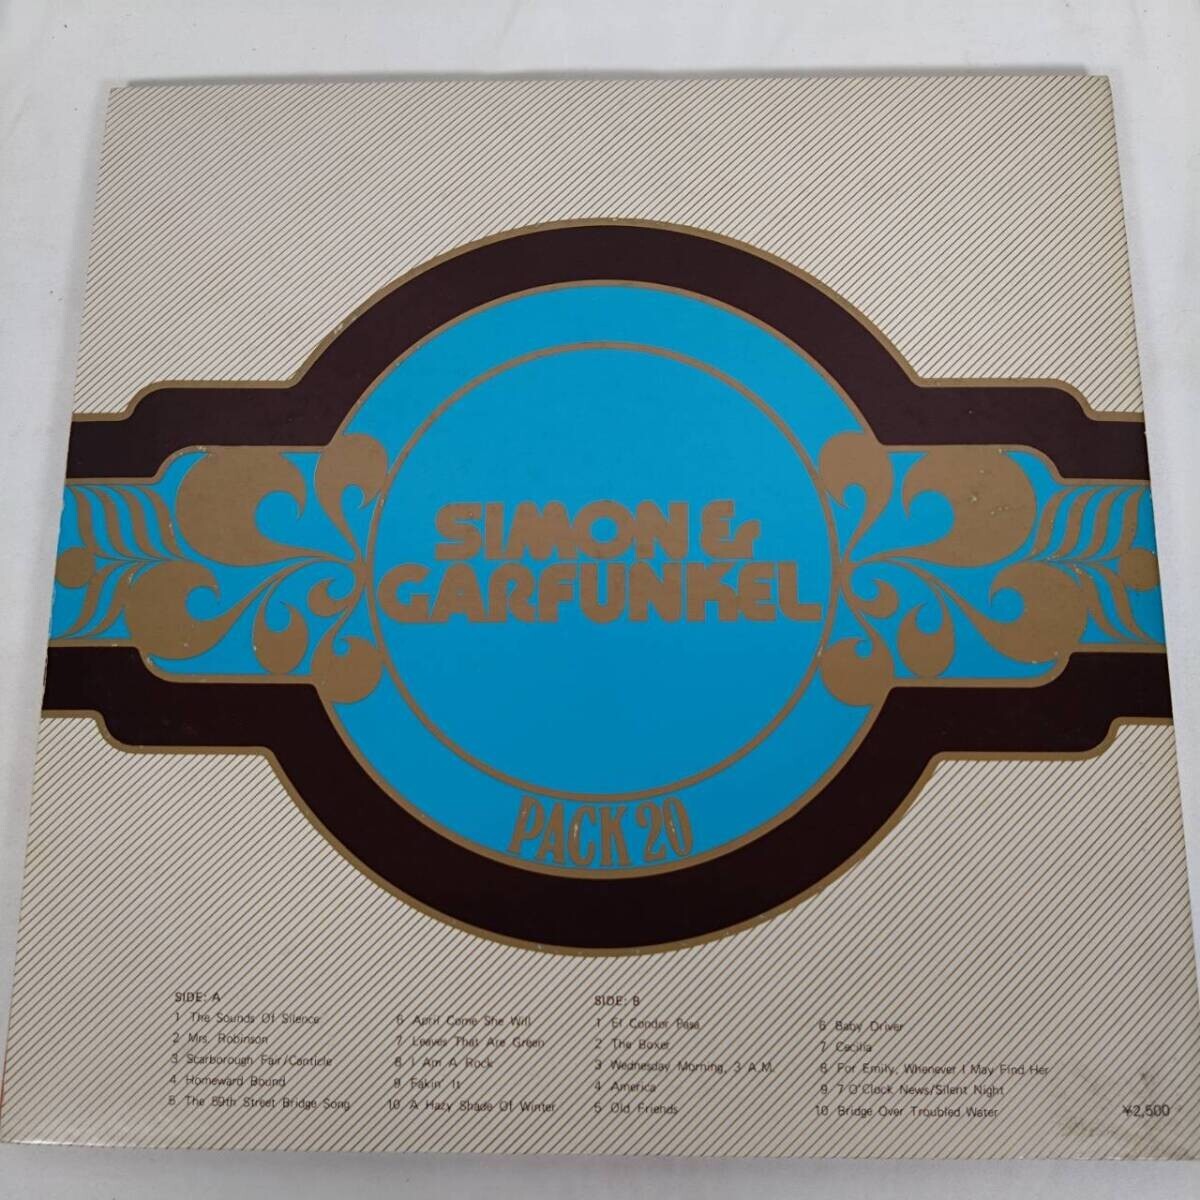 SIMON &
GARFUNKEL
PACK 20
SIDE: A
1 The Sounds Of Silence
2 Mrs. Robinson
3 Scarborough Fair/Canticle
4 Homeward Bound
5 The 59th Street Bridge Song
6 April Come She Will
7 Leaves That Are Green
8 I Am A Rock
9 Fakin' It
10 A Hazy Shade Of Winter
SIDE: B
1 El Condor Pasa
2 The Boxer
3 Wednesday Morning, 3 A.M.
4 America
5 Old Friends
6 Baby Driver
7 Cecilia
8 For Emily, Whenever I May Find Her
9 7 O'Clock News/Silent Night
10 Bridge Over Troubled Water
¥2,500